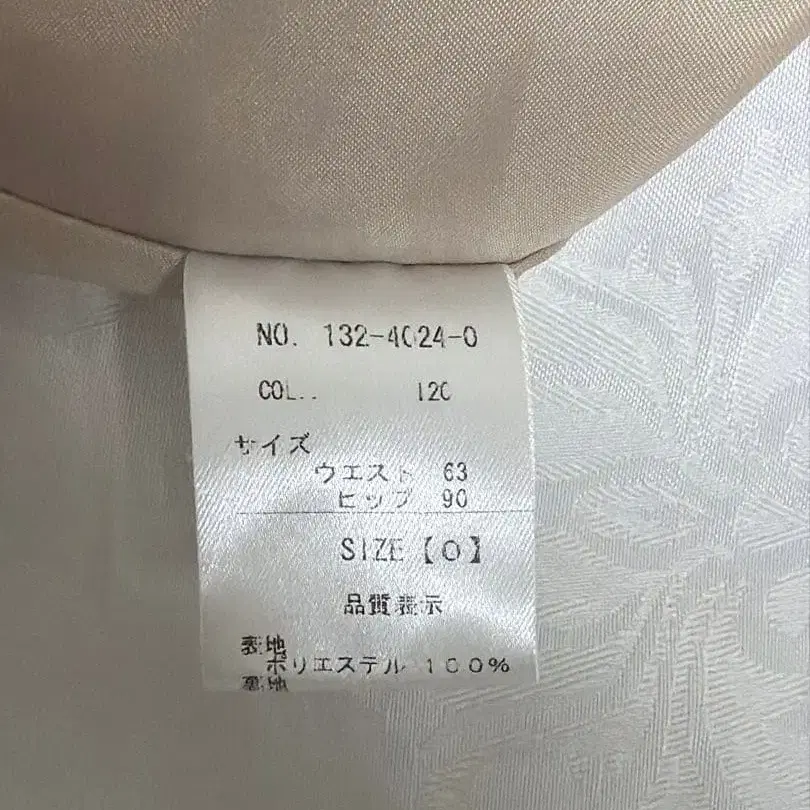 NO. 132-4024-0
COL.. 120
サイズ
ウエスト 63
ヒップ 90
SIZE【0】
品質表示
表地
ポリエステル 100%
裏地